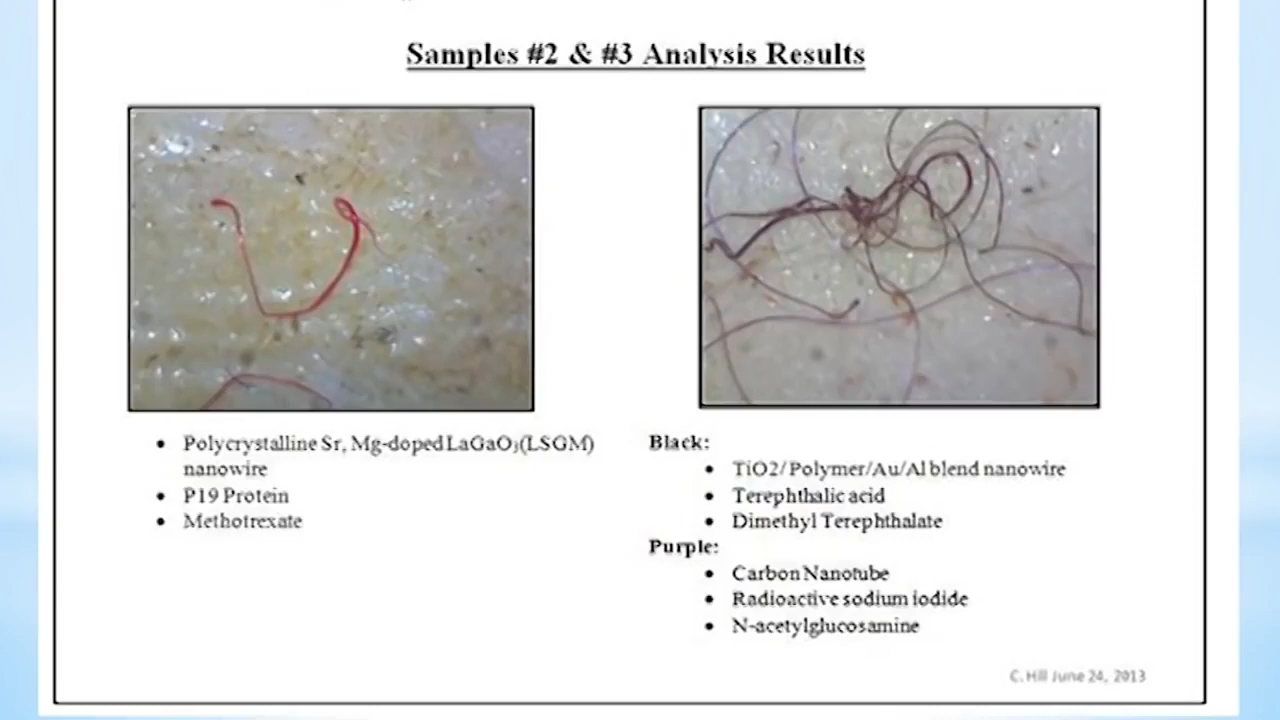 Samples #2 & #3 Analysis Results
• Polycrystalline Sr, Mg-doped LaGaO₃(LSGM)
nanowire
• P19 Protein
• Methotrexate
Black:
• TiO2/ Polymer/Au/Al blend nanowire
• Terephthalic acid
• Dimethyl Terephthalate
Purple:
• Carbon Nanotube
• Radioactive sodium iodide
• N-acetylglucosamine
C. Hill June 24, 2013